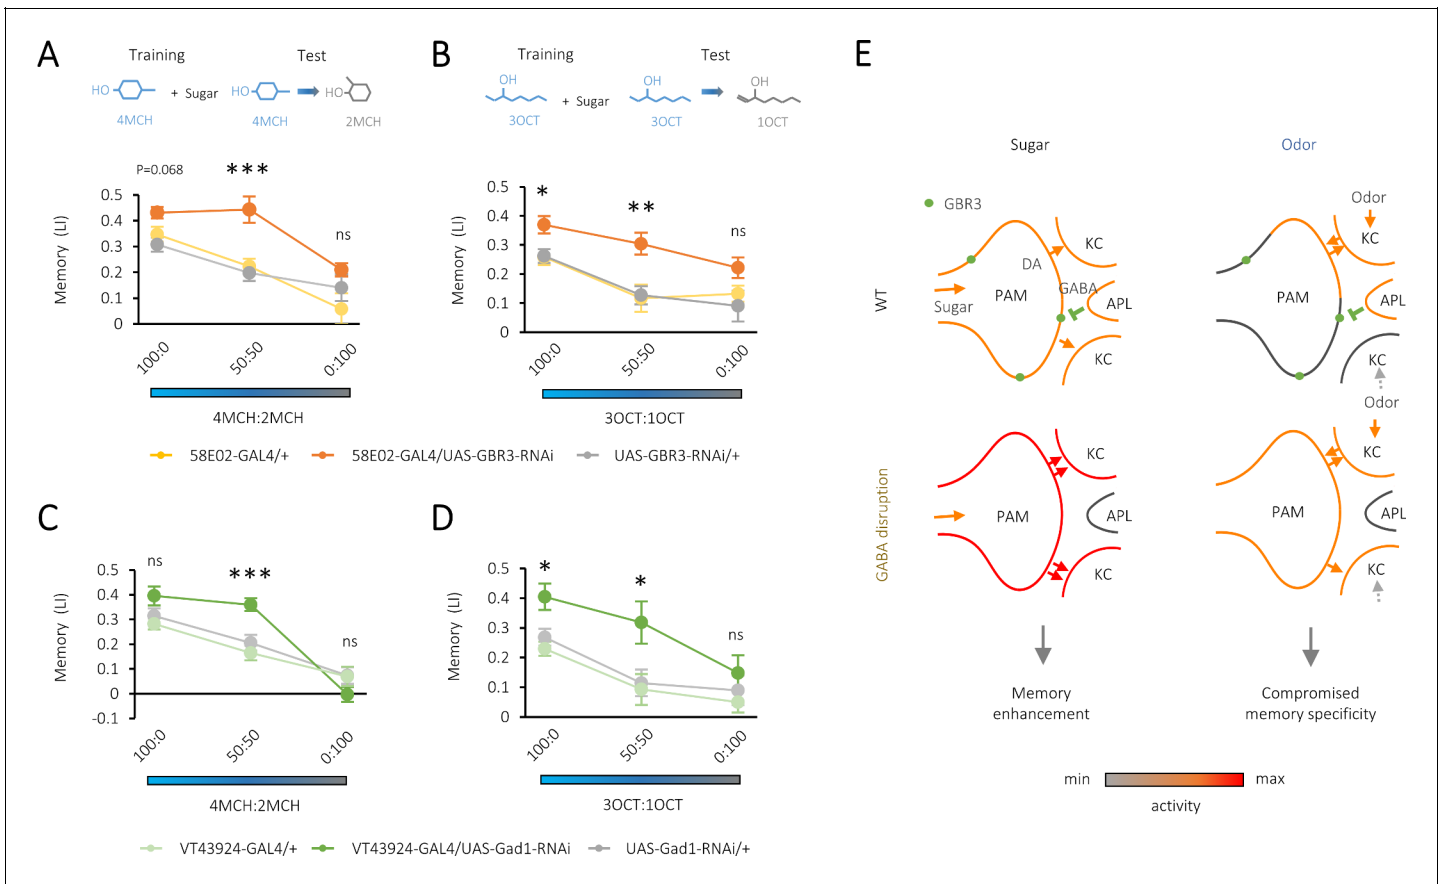 A
Training
Test
HO
+ Sugar
HO
HO
4MCH
4MCH
2MCH
P=0.068
***
ns
Memory (LI)
0.5
0.4
0.3
0.2
0.1
0
100:0
50:50
0:100
4MCH:2MCH
B
Training
Test
OH
OH
OH
+ Sugar
3OCT
3OCT
1OCT
*
**
ns
Memory (LI)
0.5
0.4
0.3
0.2
0.1
0
100:0
50:50
0:100
3OCT:1OCT
58E02-GAL4/+
58E02-GAL4/UAS-GBR3-RNAi
UAS-GBR3-RNAi/+
C
ns
***
ns
Memory (LI)
0.5
0.4
0.3
0.2
0.1
0
-0.1
100:0
50:50
0:100
4MCH:2MCH
D
*
*
ns
Memory (LI)
0.5
0.4
0.3
0.2
0.1
0
100:0
50:50
0:100
3OCT:1OCT
VT43924-GAL4/+
VT43924-GAL4/UAS-Gad1-RNAi
UAS-Gad1-RNAi/+
E
Sugar
Odor
GBR3
WT
KC
DA
PAM
GABA
Sugar
APL
KC
Odor
KC
PAM
APL
KC
Odor
GABA disruption
KC
PAM
APL
KC
KC
PAM
APL
KC
Memory
enhancement
Compromised
memory specificity
min
max
activity